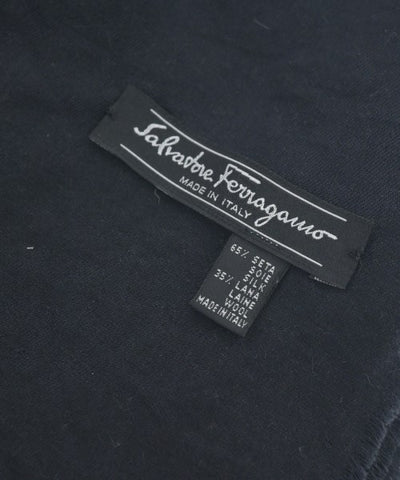 Salvatore Ferragamo
MADE IN ITALY
65% SETA
SOIE
SILK
35% LANA
LAINE
WOOL
MADE IN ITALY